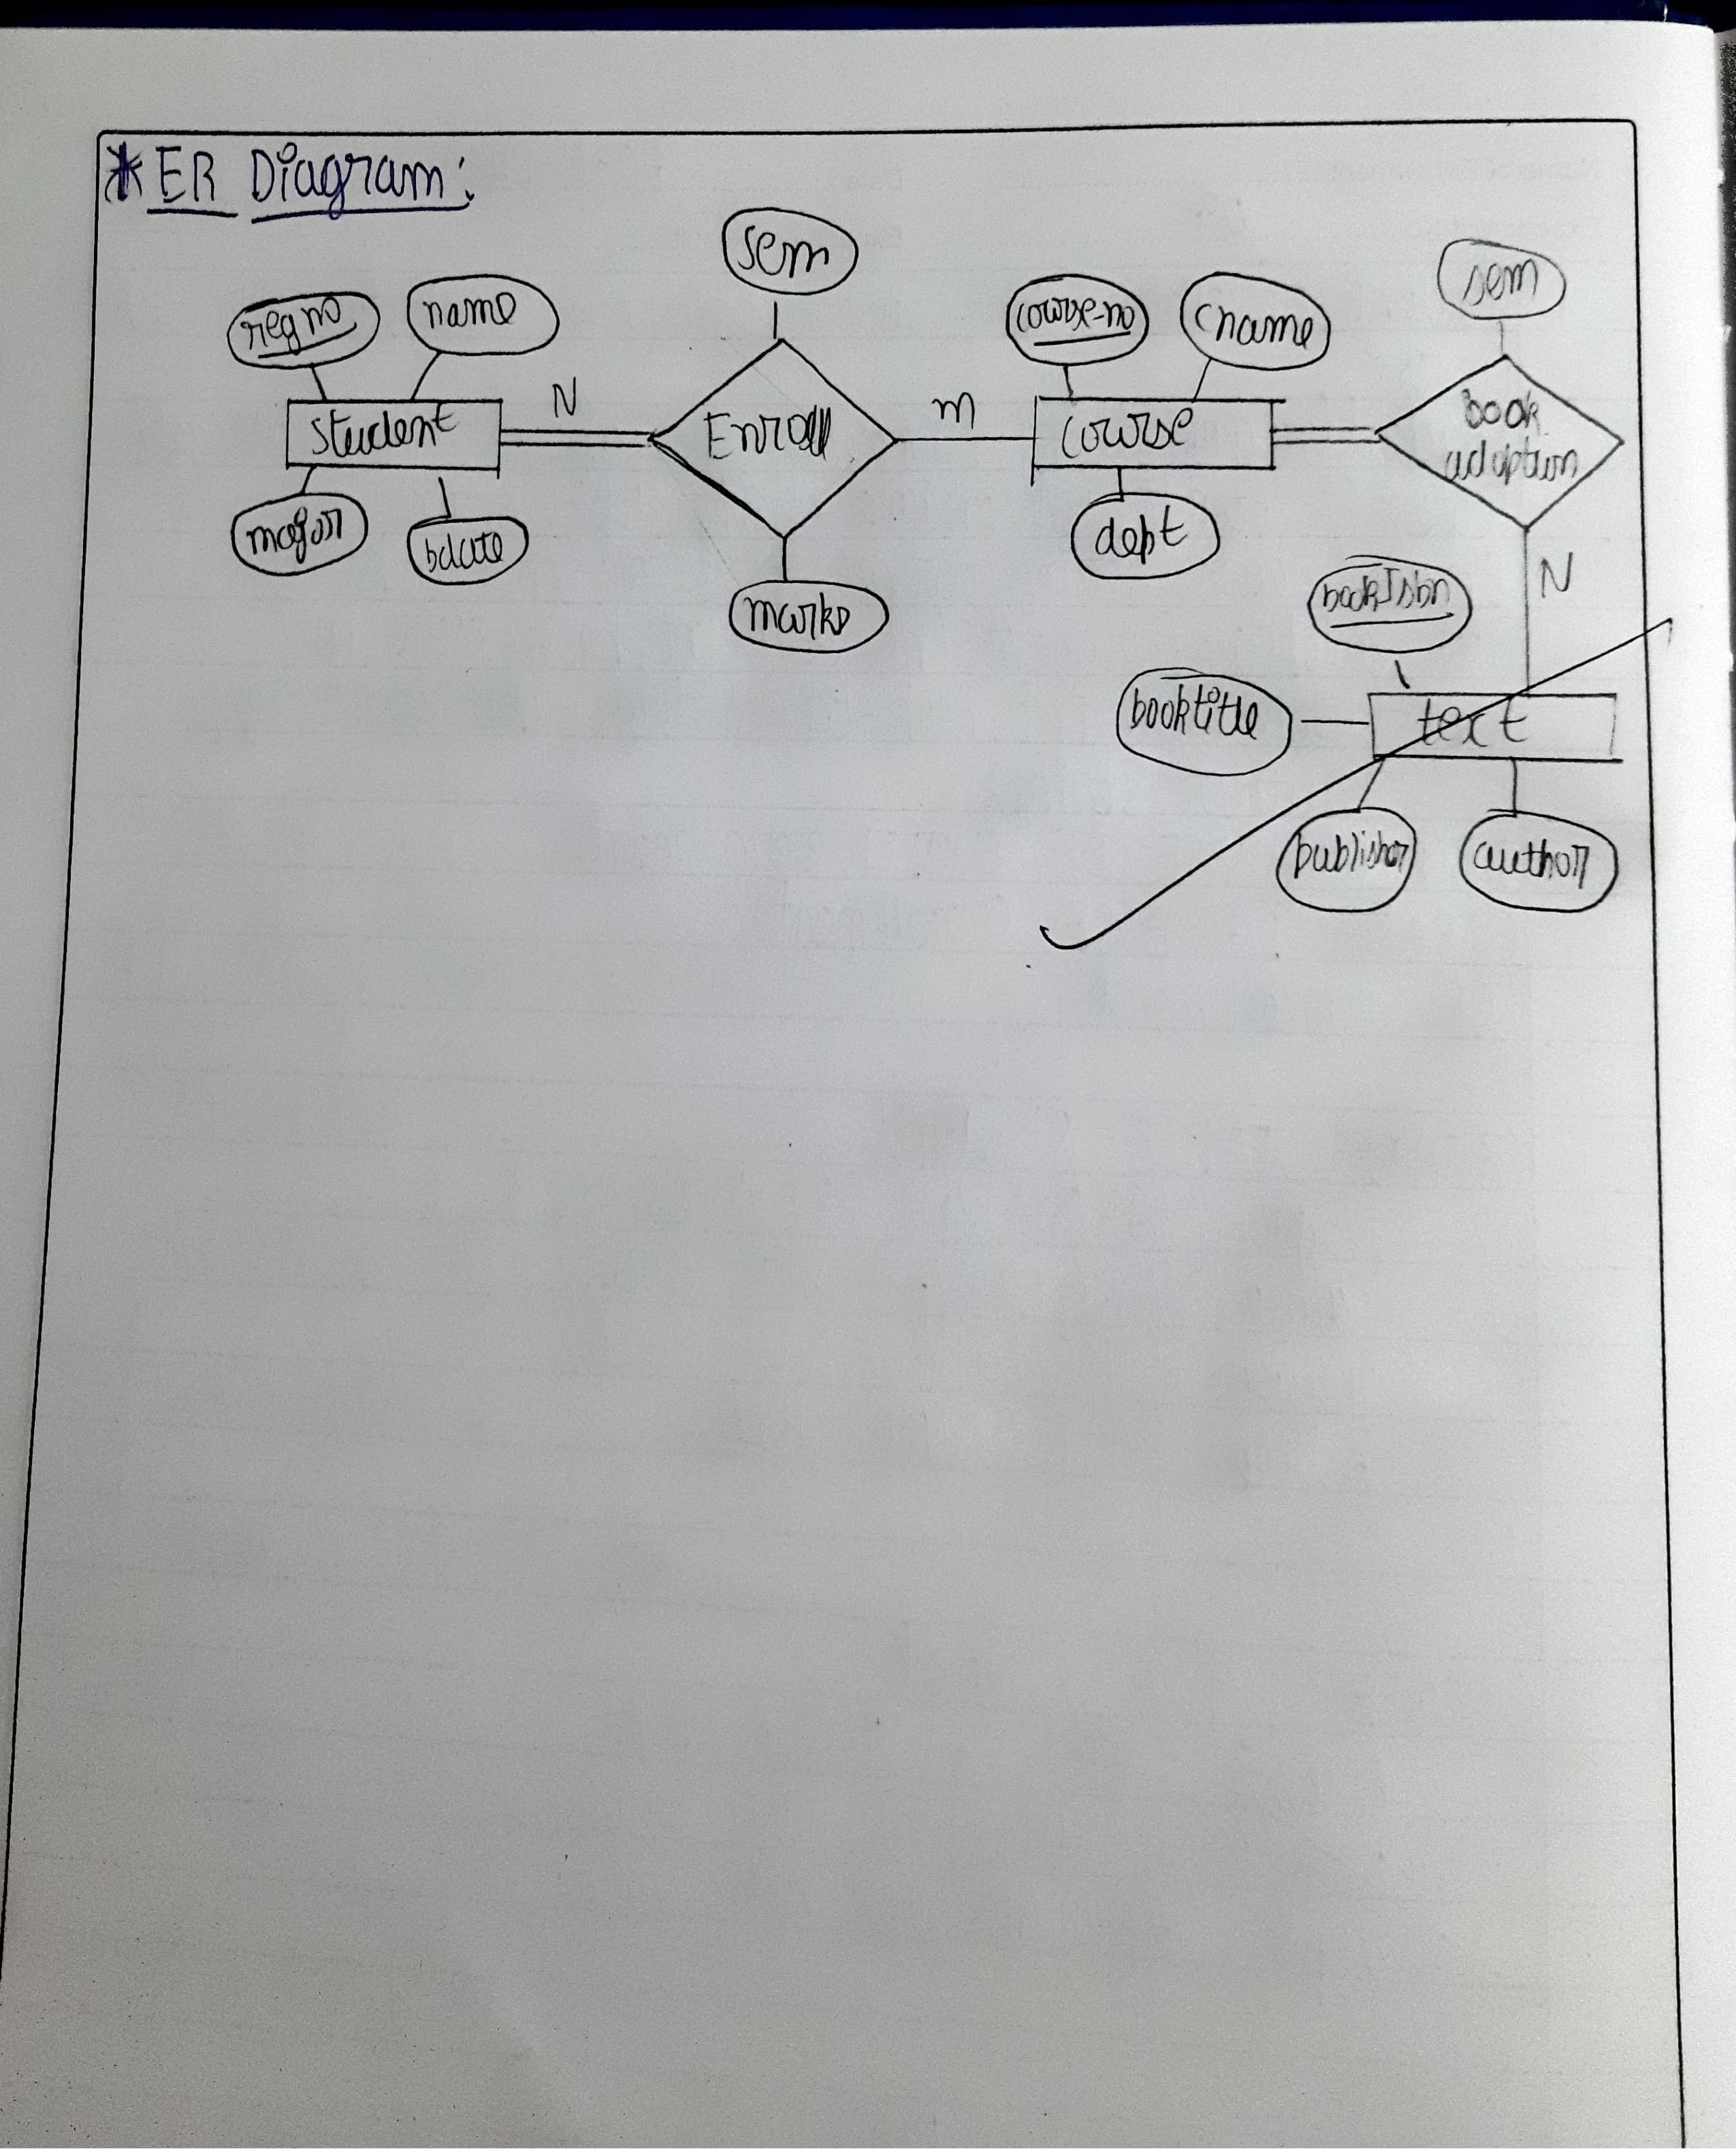 * ER Diagram:
sem
sem
regno name
course-no cname
N
m
student
Enroll
course
book
adoption
major
bdate
dept
N
bookIsbn
marks
booktitle
text
publisher
author